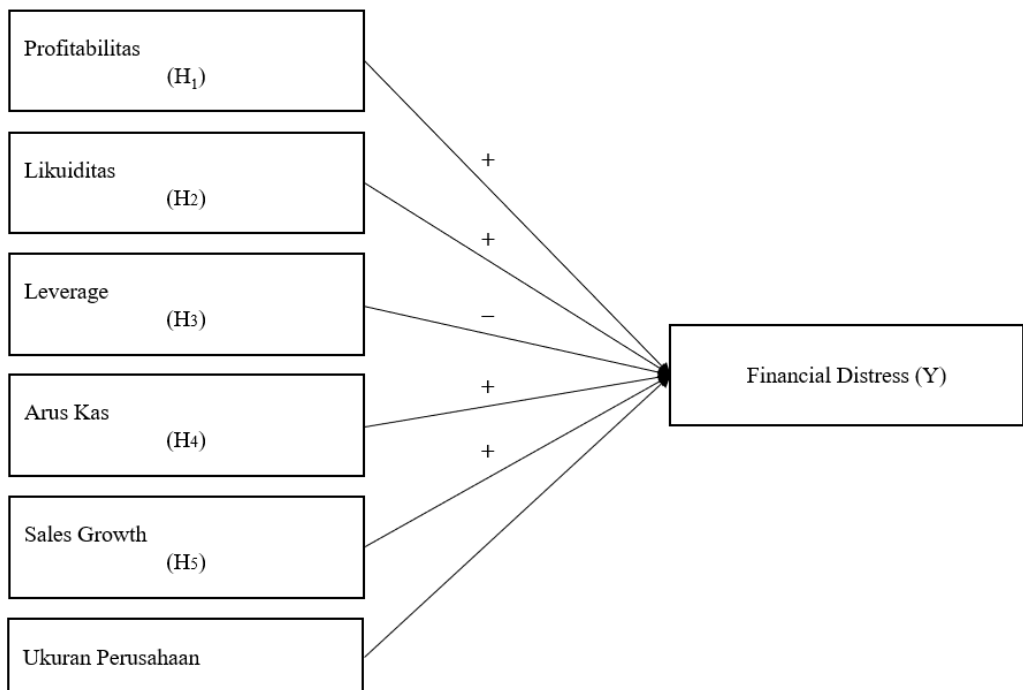 Profitabilitas
(H₁)
+
Likuiditas
(H2)
+
Leverage
(H3)
−
Financial Distress (Y)
Arus Kas
(H4)
+
+
Sales Growth
(H5)
Ukuran Perusahaan